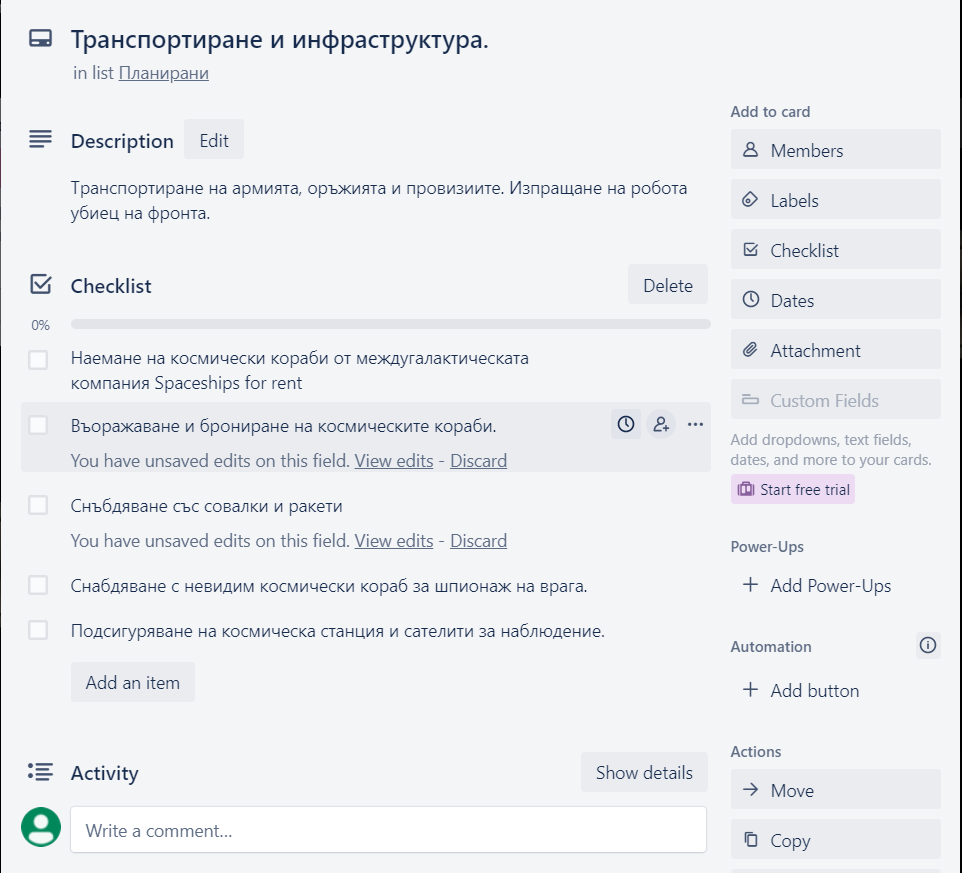 Транспортиране и инфраструктура.
in list Планирани
Description
Edit
Транспортиране на армията, оръжията и провизиите. Изпращане на робота
убиец на фронта.
Checklist
Delete
0%
Наемане на космически кораби от междугалактическата
компания Spaceships for rent
Въоражаване и брониране на космическите кораби.
You have unsaved edits on this field. View edits - Discard
Снъбдяване със совалки и ракети
You have unsaved edits on this field. View edits - Discard
Снабдяване с невидим космически кораб за шпионаж на врага.
Подсигуряване на космическа станция и сателити за наблюдение.
Add an item
Activity
Show details
Write a comment...
Add to card
Members
Labels
Checklist
Dates
Attachment
Custom Fields
Add dropdowns, text fields,
dates, and more to your cards.
Start free trial
Power-Ups
Add Power-Ups
Automation
Add button
Actions
Move
Copy